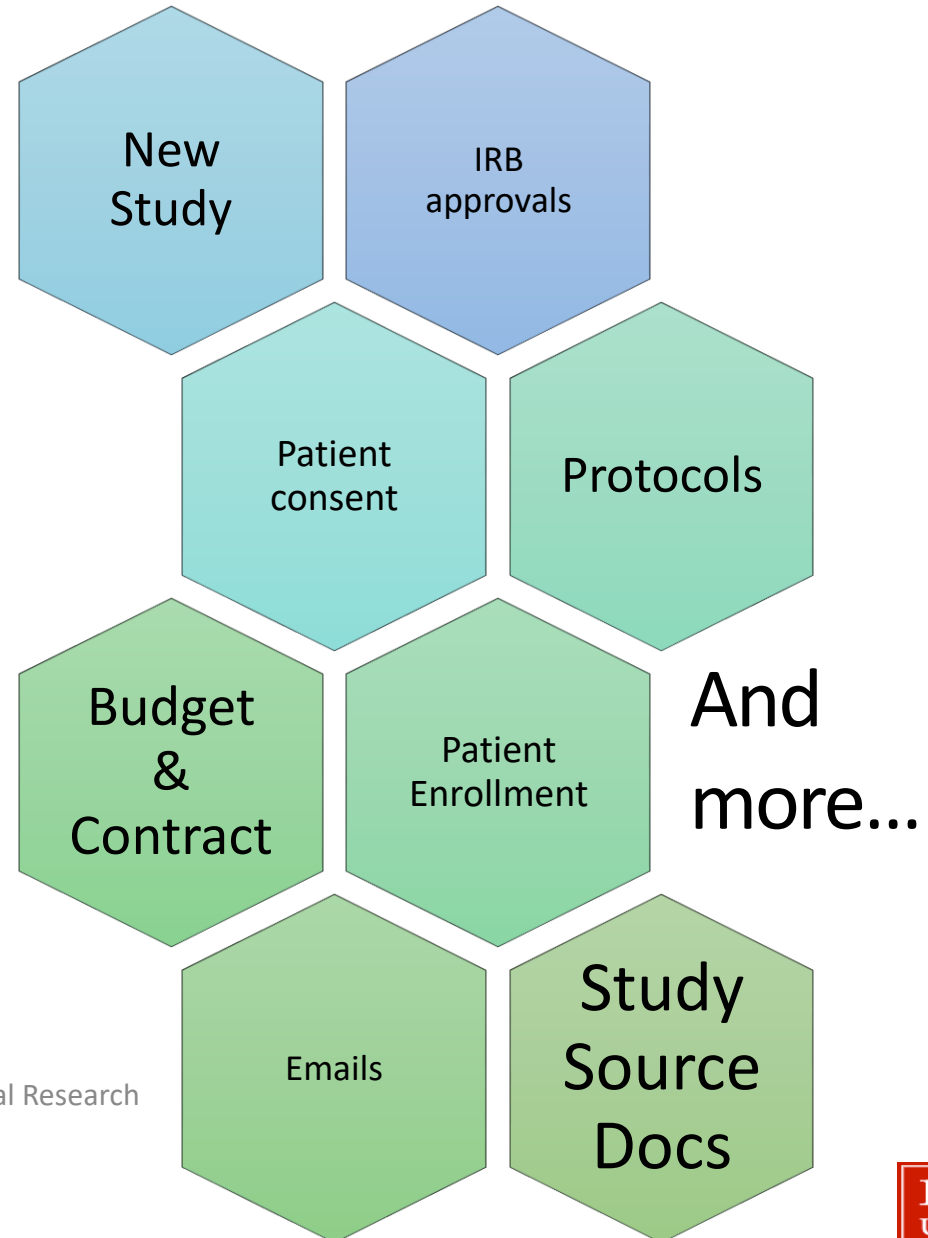 New
Study
IRB
approvals
Patient
consent
Protocols
Budget
&
Contract
Patient
Enrollment
And
more…
Emails
Study
Source
Docs
al Research